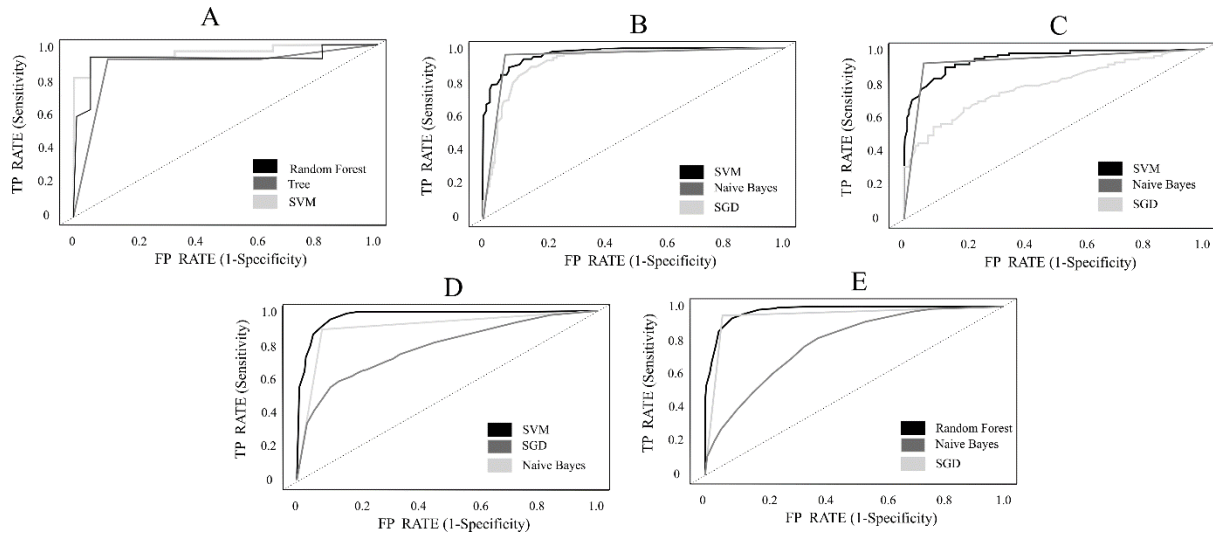 A
TP RATE (Sensitivity)
1.0
0.8
0.6
0.4
0.2
0
Random Forest
Tree
SVM
0 0.2 0.4 0.6 0.8 1.0
FP RATE (1-Specificity)
B
TP RATE (Sensitivity)
1.0
0.8
0.6
0.4
0.2
0
SVM
Naive Bayes
SGD
0 0.2 0.4 0.6 0.8 1.0
FP RATE (1-Specificity)
C
TP RATE (Sensitivity)
1.0
0.8
0.6
0.4
0.2
0
SVM
Naive Bayes
SGD
0 0.2 0.4 0.6 0.8 1.0
FP RATE (1-Specificity)
D
TP RATE (Sensitivity)
1.0
0.8
0.6
0.4
0.2
0
SVM
SGD
Naive Bayes
0 0.2 0.4 0.6 0.8 1.0
FP RATE (1-Specificity)
E
TP RATE (Sensitivity)
1.0
0.8
0.6
0.4
0.2
0
Random Forest
Naive Bayes
SGD
0 0.2 0.4 0.6 0.8 1.0
FP RATE (1-Specificity)